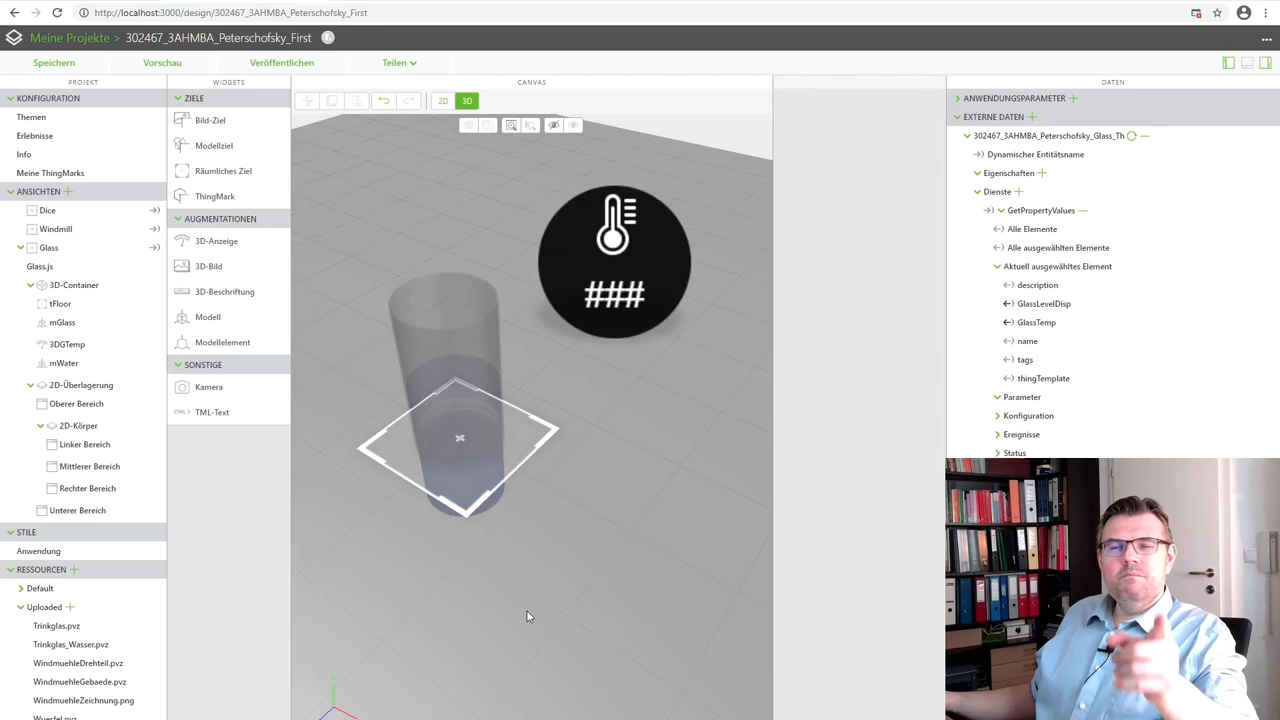 http://localhost:3000/design/302467_3AHMBA_Peterschofsky_First
Meine Projekte > 302467_3AHMBA_Peterschofsky_First
Speichern
Vorschau
Veröffentlichen
Teilen
PROJEKT
KONFIGURATION
Themen
Erlebnisse
Info
Meine ThingMarks
ANSICHTEN
Dice
Windmill
Glass
Glass.js
3D-Container
tFloor
mGlass
3DGTemp
mWater
2D-Überlagerung
Oberer Bereich
2D-Körper
Linker Bereich
Mittlerer Bereich
Rechter Bereich
Unterer Bereich
STILE
Anwendung
RESSOURCEN
Default
Uploaded
Trinkglas.pvz
Trinkglas_Wasser.pvz
WindmuehleDrehteil.pvz
WindmuehleGebaede.pvz
WindmuehleZeichnung.png
Wuerfel.pvz
WIDGETS
ZIELE
Bild-Ziel
Modellziel
Räumliches Ziel
ThingMark
AUGMENTATIONEN
3D-Anzeige
3D-Bild
3D-Beschriftung
Modell
Modellelement
SONSTIGE
Kamera
TML-Text
CANVAS
2D
3D
###
DATEN
ANWENDUNGSPARAMETER
EXTERNE DATEN
302467_3AHMBA_Peterschofsky_Glass_Th
Dynamischer Entitätsname
Eigenschaften
Dienste
GetPropertyValues
Alle Elemente
Alle ausgewählten Elemente
Aktuell ausgewähltes Element
description
GlassLevelDisp
GlassTemp
name
tags
thingTemplate
Parameter
Konfiguration
Ereignisse
Status